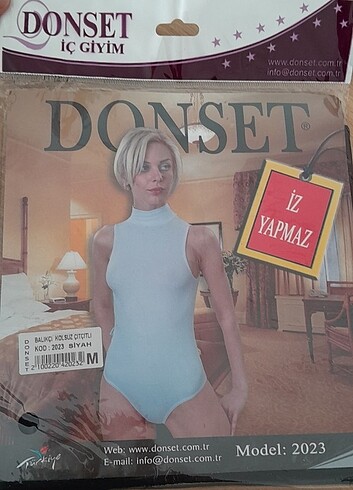 DONSET
İÇ GİYİM
www.donset.com.tr
info@donset.com.tr
DONSET®
İZ
YAPMAZ
DONSET
BALIKÇI KOLSUZ ÇITÇITLI
KOD : 2023 SİYAH
2100220420232
M
Türkiye
Web: www.donset.com.tr
E-mail: info@donset.com.tr
Model: 2023